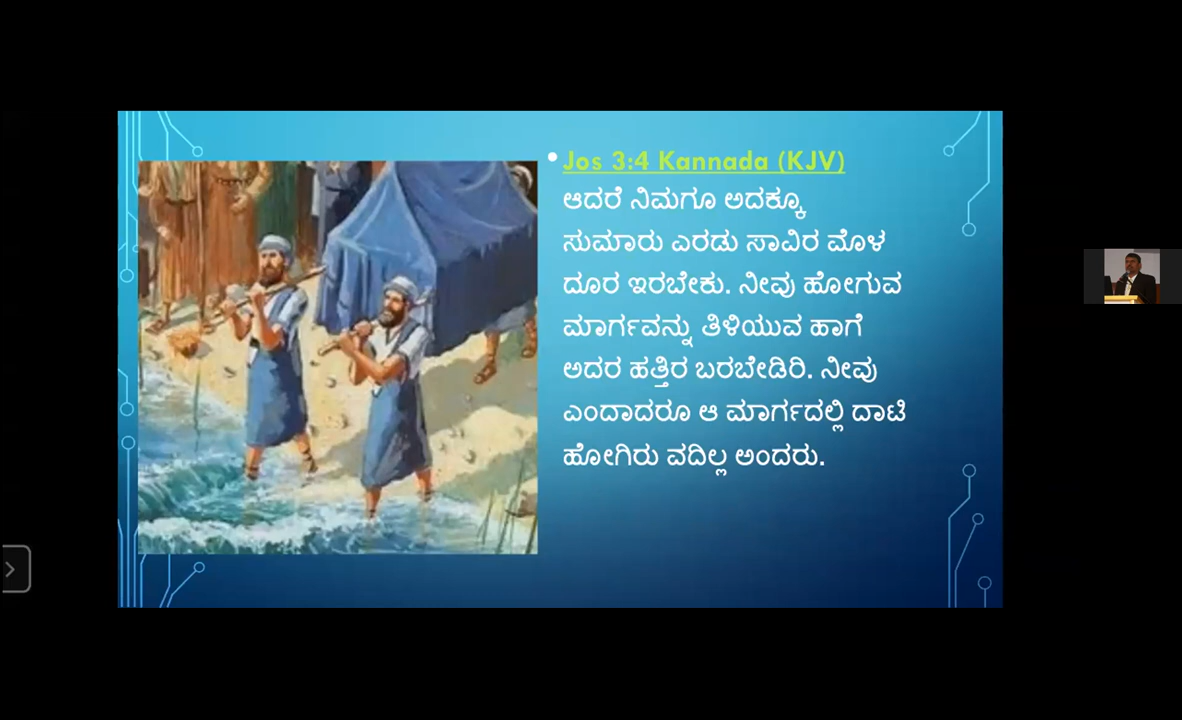 Jos 3:4 Kannada (KJV)
ಆದರೆ ನಿಮಗೂ ಅದಕ್ಕೂ
ಸುಮಾರು ಎರಡು ಸಾವಿರ ಮೊಳ
ದೂರ ಇರಬೇಕು. ನೀವು ಹೋಗುವ
ಮಾರ್ಗವನ್ನು ತಿಳಿಯುವ ಹಾಗೆ
ಅದರ ಹತ್ತಿರ ಬರಬೇಡಿರಿ. ನೀವು
ಎಂದಾದರೂ ಆ ಮಾರ್ಗದಲ್ಲಿ ದಾಟಿ
ಹೋಗಿರು ವದಿಲ್ಲ ಅಂದರು.